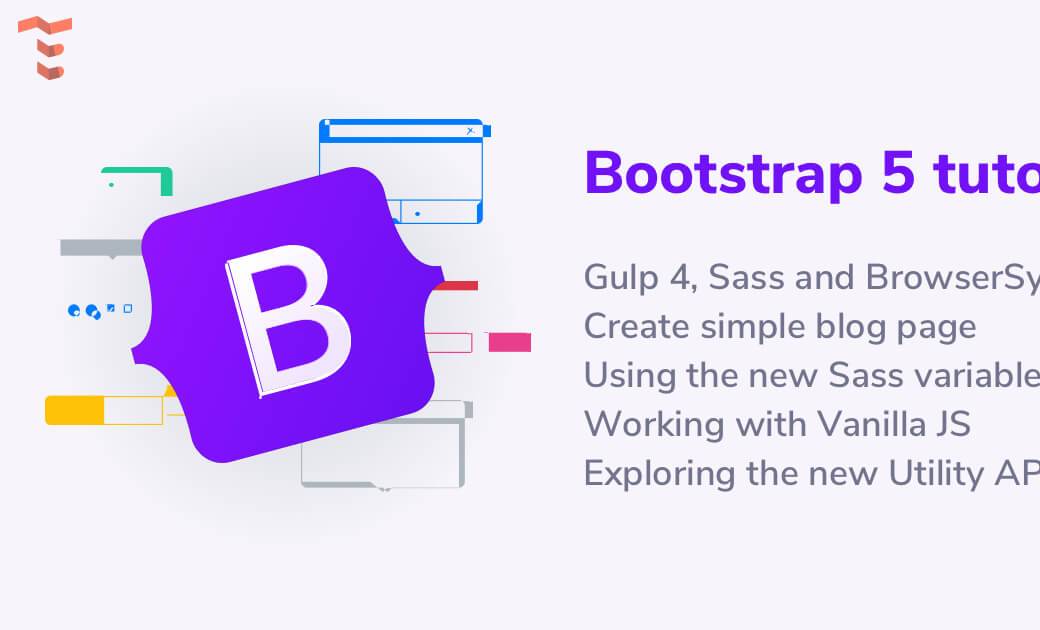 B
Bootstrap 5 tuto
Gulp 4, Sass and BrowserSy
Create simple blog page
Using the new Sass variable
Working with Vanilla JS
Exploring the new Utility AP